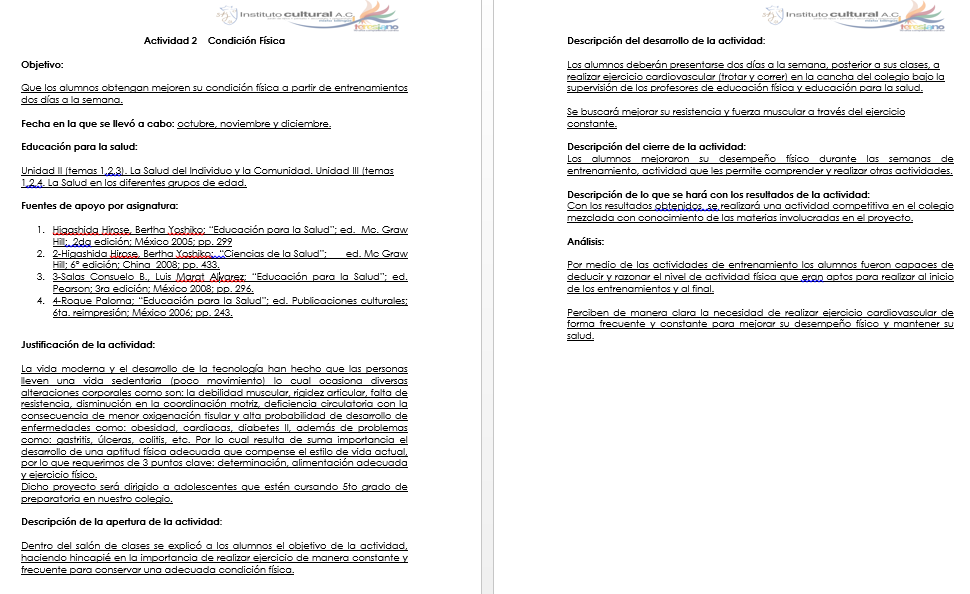 Instituto cultural A.C.
Actividad 2 Condición Física
Objetivo:
Que los alumnos obtengan mejoren su condición física a partir de entrenamientos
dos días a la semana.
Fecha en la que se llevó a cabo: octubre, noviembre y diciembre.
Educación para la salud:
Unidad II (temas 1,2,3). La Salud del Individuo y la Comunidad. Unidad III (temas
1,2,4. La Salud en los diferentes grupos de edad.
Fuentes de apoyo por asignatura:
1. Higashida Hirose, Bertha Yoshiko; “Educación para la Salud”; ed. Mc. Graw
Hill;. 2da edición; México 2005; pp. 299
2. 2-Higashida Hirose, Bertha Yoshiko; “Ciencias de la Salud”; ed. Mc Graw
Hill; 6ª edición; China 2008; pp. 433.
3. 3-Salas Consuelo B., Luis Marat Alvarez; “Educación para la Salud”; ed.
Pearson; 3ra edición; México 2008; pp. 296.
4. 4-Roque Paloma; “Educación para la Salud”; ed. Publicaciones culturales;
6ta. reimpresión; México 2006; pp. 243.
Justificación de la actividad:
La vida moderna y el desarrollo de la tecnología han hecho que las personas
lleven una vida sedentaria (poco movimiento) lo cual ocasiona diversas
alteraciones corporales como son: la debilidad muscular, rigidez articular, falta de
resistencia, disminución en la coordinación motriz, deficiencia circulatoria con la
consecuencia de menor oxigenación tisular y alta probabilidad de desarrollo de
enfermedades como: obesidad, cardiacas, diabetes II, además de problemas
como: gastritis, úlceras, colitis, etc. Por lo cual resulta de suma importancia el
desarrollo de una aptitud física adecuada que compense el estilo de vida actual,
por lo que requerimos de 3 puntos clave: determinación, alimentación adecuada
y ejercicio físico.
Dicho proyecto será dirigido a adolescentes que estén cursando 5to grado de
preparatoria en nuestro colegio.
Descripción de la apertura de la actividad:
Dentro del salón de clases se explicó a los alumnos el objetivo de la actividad,
haciendo hincapié en la importancia de realizar ejercicio de manera constante y
frecuente para conservar una adecuada condición física.
Instituto cultural A.C.
Descripción del desarrollo de la actividad:
Los alumnos deberán presentarse dos días a la semana, posterior a sus clases, a
realizar ejercicio cardiovascular (trotar y correr) en la cancha del colegio bajo la
supervisión de los profesores de educación física y educación para la salud.
Se buscará mejorar su resistencia y fuerza muscular a través del ejercicio
constante.
Descripción del cierre de la actividad:
Los alumnos mejoraron su desempeño físico durante las semanas de
entrenamiento, actividad que les permite comprender y realizar otras actividades.
Descripción de lo que se hará con los resultados de la actividad:
Con los resultados obtenidos, se realizará una actividad competitiva en el colegio
mezclada con conocimiento de las materias involucradas en el proyecto.
Análisis:
Por medio de las actividades de entrenamiento los alumnos fueron capaces de
deducir y razonar el nivel de actividad física que eran aptos para realizar al inicio
de los entrenamientos y al final.
Perciben de manera clara la necesidad de realizar ejercicio cardiovascular de
forma frecuente y constante para mejorar su desempeño físico y mantener su
salud.